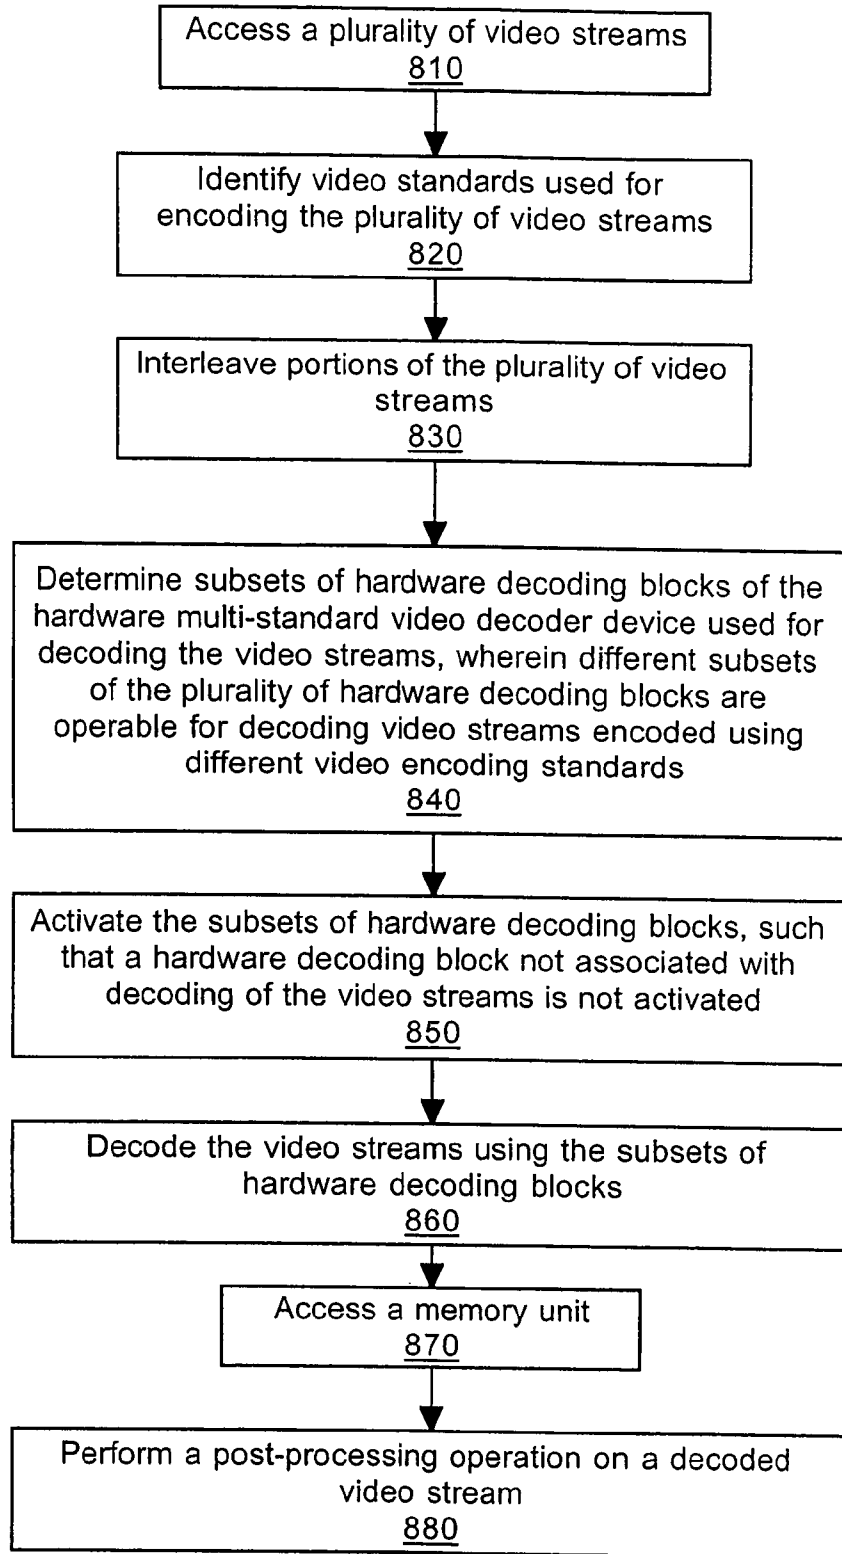 Access a plurality of video streams
810
Identify video standards used for
encoding the plurality of video streams
820
Interleave portions of the plurality of video
streams
830
Determine subsets of hardware decoding blocks of the
hardware multi-standard video decoder device used for
decoding the video streams, wherein different subsets
of the plurality of hardware decoding blocks are
operable for decoding video streams encoded using
different video encoding standards
840
Activate the subsets of hardware decoding blocks, such
that a hardware decoding block not associated with
decoding of the video streams is not activated
850
Decode the video streams using the subsets of
hardware decoding blocks
860
Access a memory unit
870
Perform a post-processing operation on a decoded
video stream
880